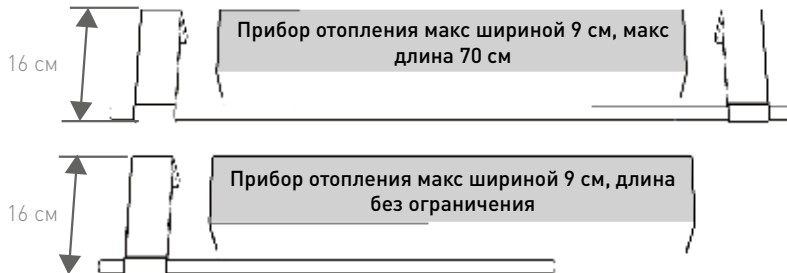 Прибор отопления макс шириной 9 см, макс
длина 70 см
16 см
Прибор отопления макс шириной 9 см, длина
без ограничения
16 см